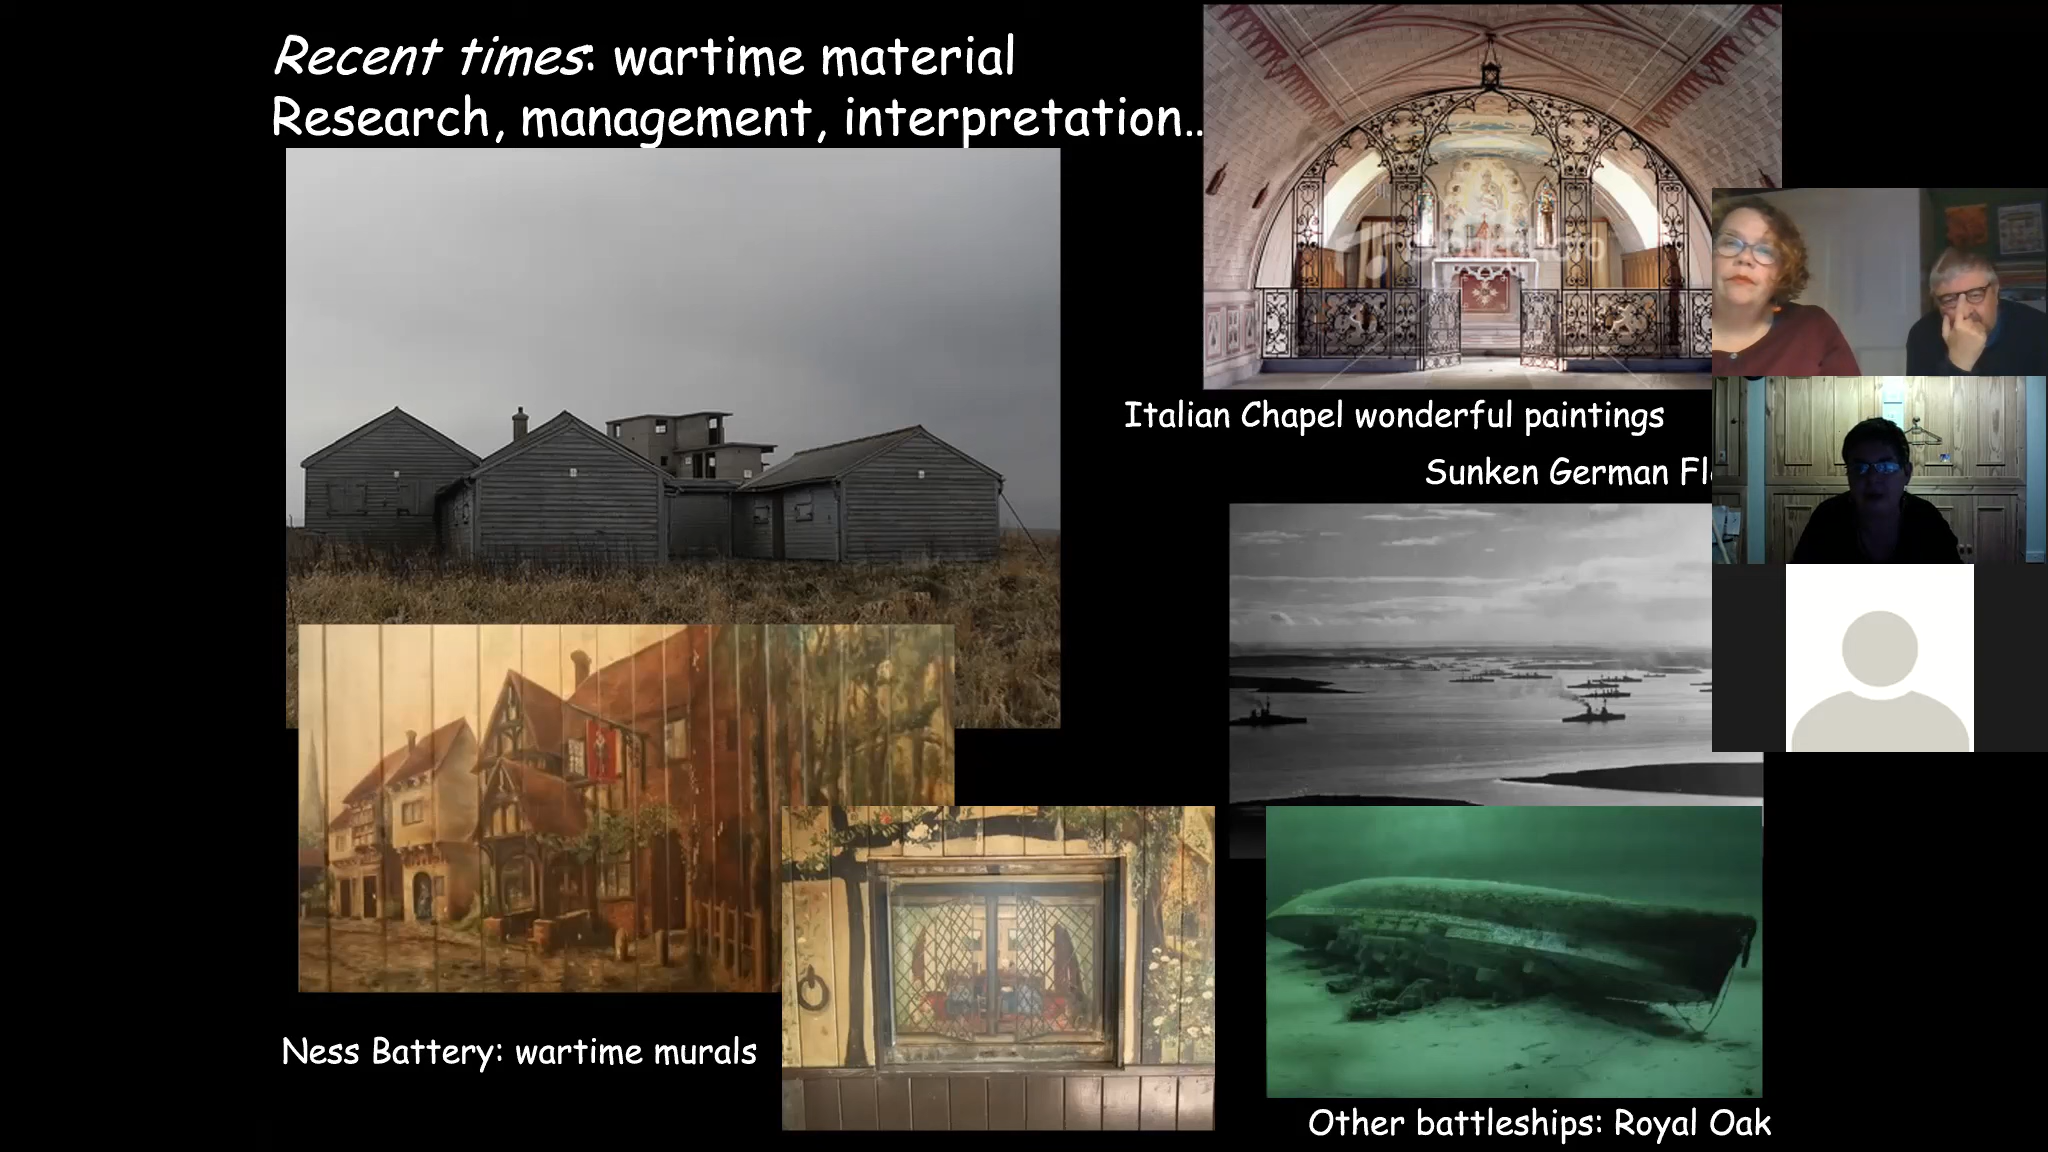 Recent times: wartime material
Research, management, interpretation..
Italian Chapel wonderful paintings
Sunken German
Ness Battery: wartime murals
Other battleships: Royal Oak